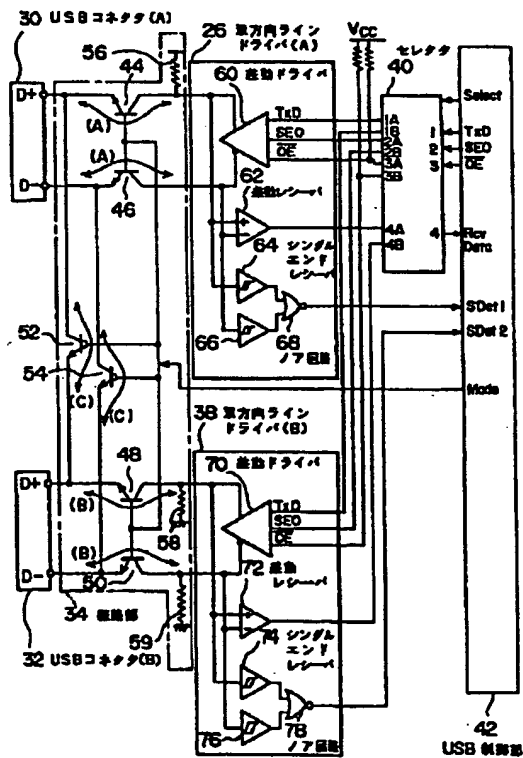 30 USBコネクタ(A)
56
44
D+
(A)
(A)
D-
46
52
54
(C)
(C)
48
D+
(B)
(B)
D-
50
58
59
34 経路部
32 USBコネクタ(B)
26 双方向ライン
ドライバ(A)
60 差動ドライバ
TxD
SEO
OE
62
差動レシーバ
64 シングル
エンド
レシーバ
66
68
ノア回路
38 双方向ライン
ドライバ(B)
70 差動ドライバ
TxD
SEO
OE
72 差動
レシーバ
74 シングル
エンド
レシーバ
76
78
ノア回路
VCC
セレクタ
40
1A
1B
2A
2B
3A
3B
4A
4B
1
2
3
4
Select
TxD
SEO
OE
Rcv
Data
SDet1
SDet2
Mode
42
USB制御部